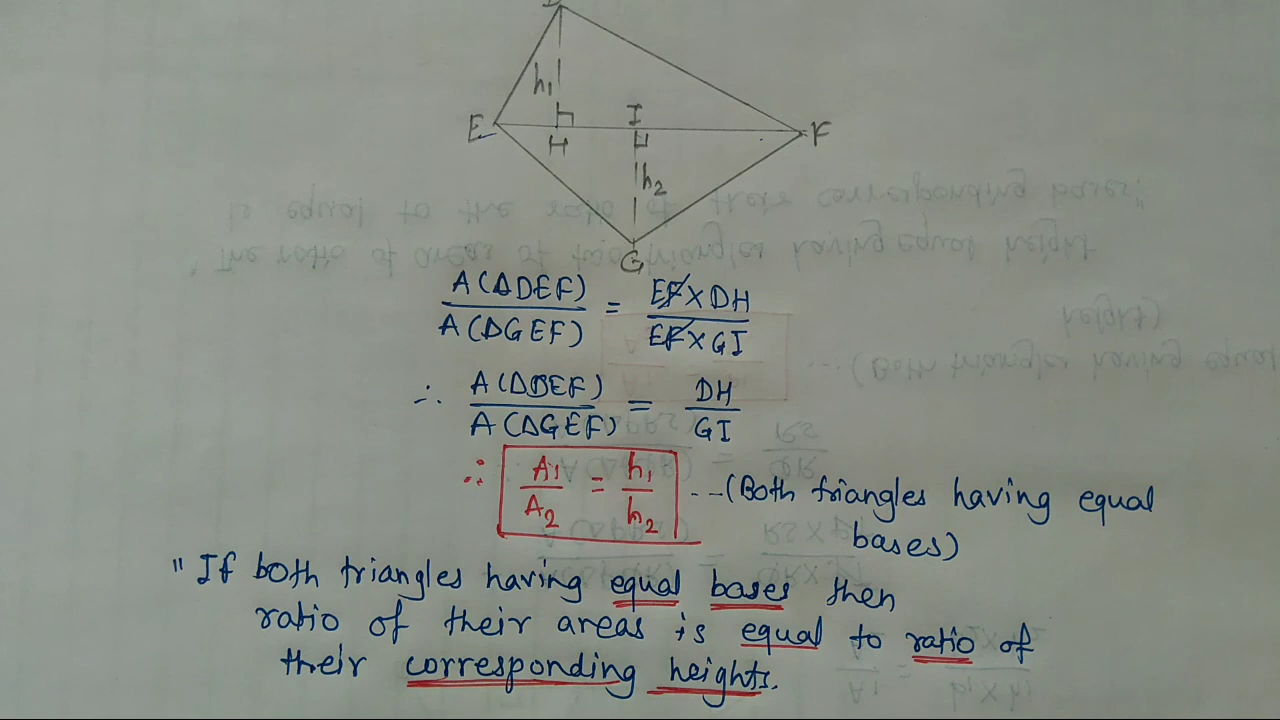 D
h₁
E H I F
h₂
G
A(ΔDEF) / A(ΔGEF) = EF×DH / EF×GI
∴ A(ΔDEF) / A(ΔGEF) = DH / GI
∴ A₁ / A₂ = h₁ / h₂ ---(Both triangles having equal
bases)
" If both triangles having equal bases then
ratio of their areas is equal to ratio of
their corresponding heights.